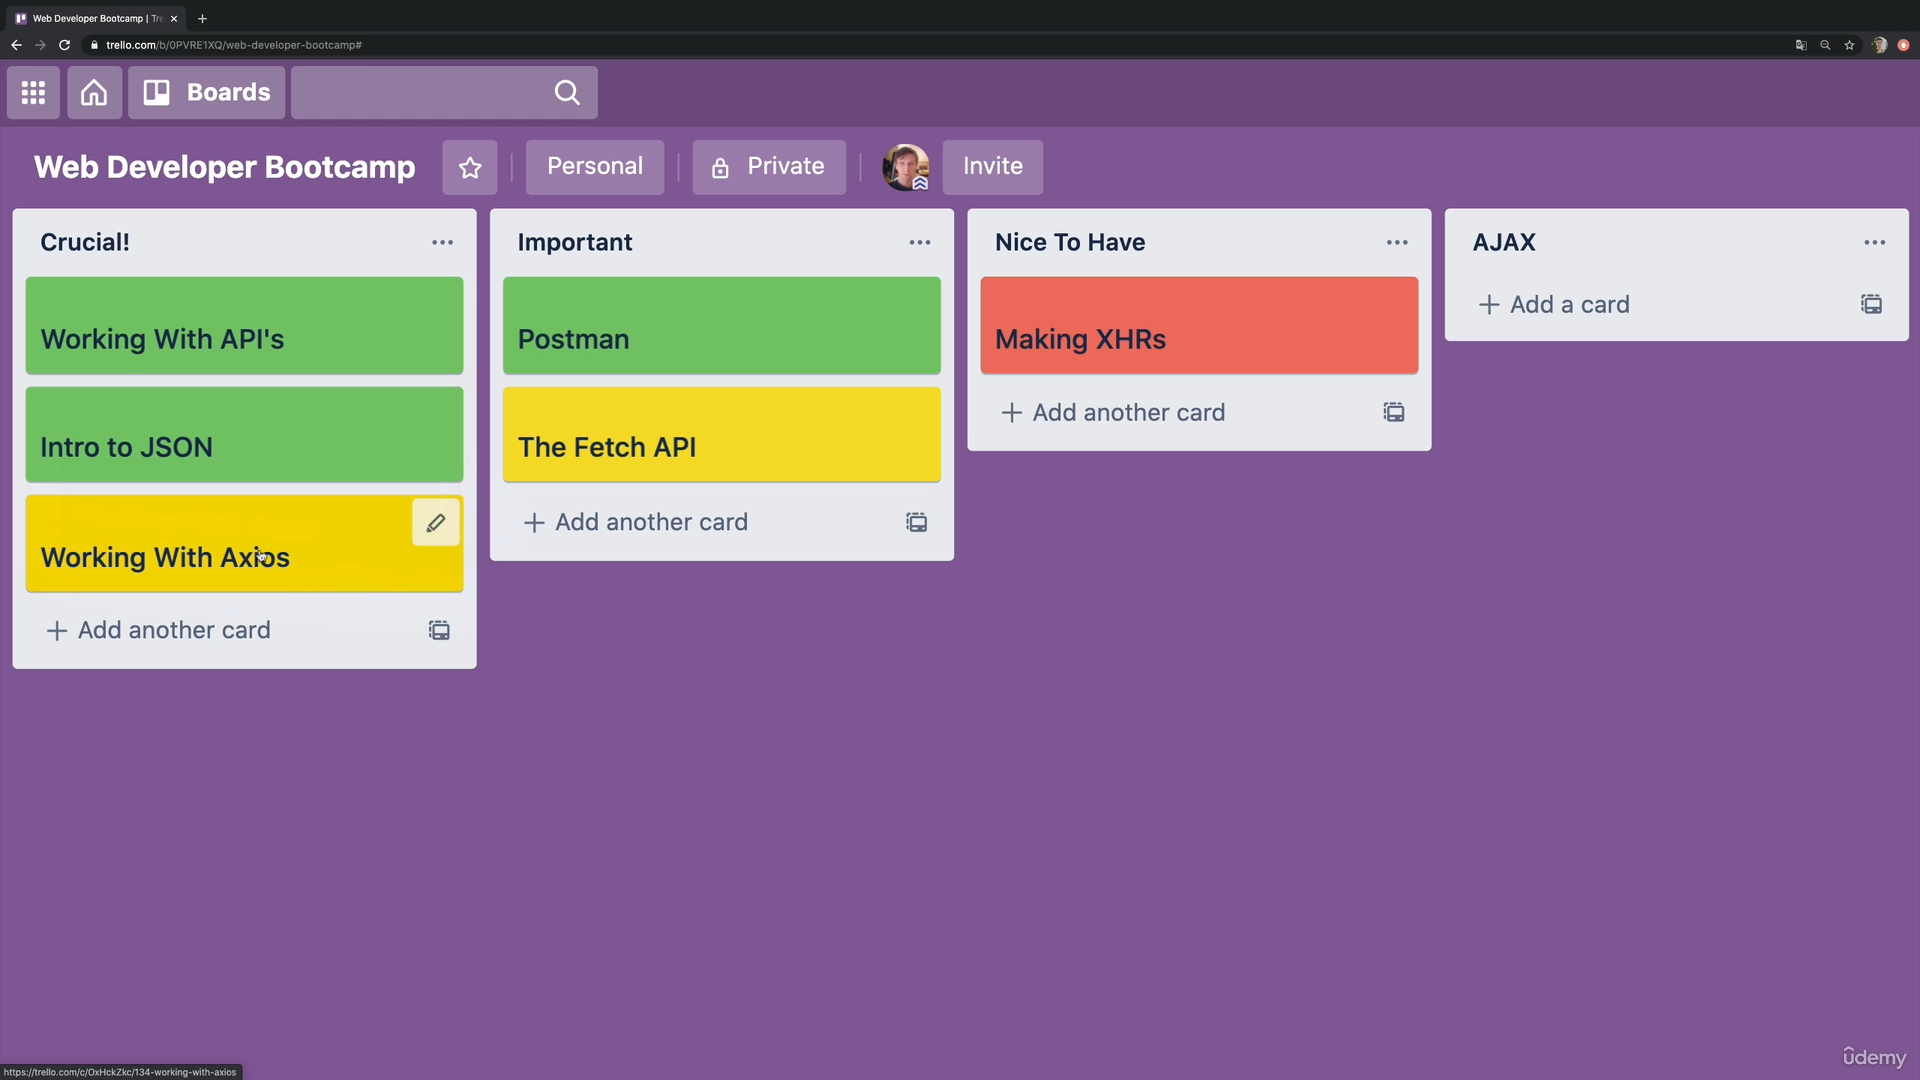 Web Developer Bootcamp | Tre
trello.com/b/0PVRE1XQ/web-developer-bootcamp#
Boards
Web Developer Bootcamp
Personal
Private
Invite
Crucial!
Working With API's
Intro to JSON
Working With Axios
Add another card
Important
Postman
The Fetch API
Add another card
Nice To Have
Making XHRs
Add another card
AJAX
Add a card
https://trello.com/c/OxHckZkc/134-working-with-axios
ûdemy